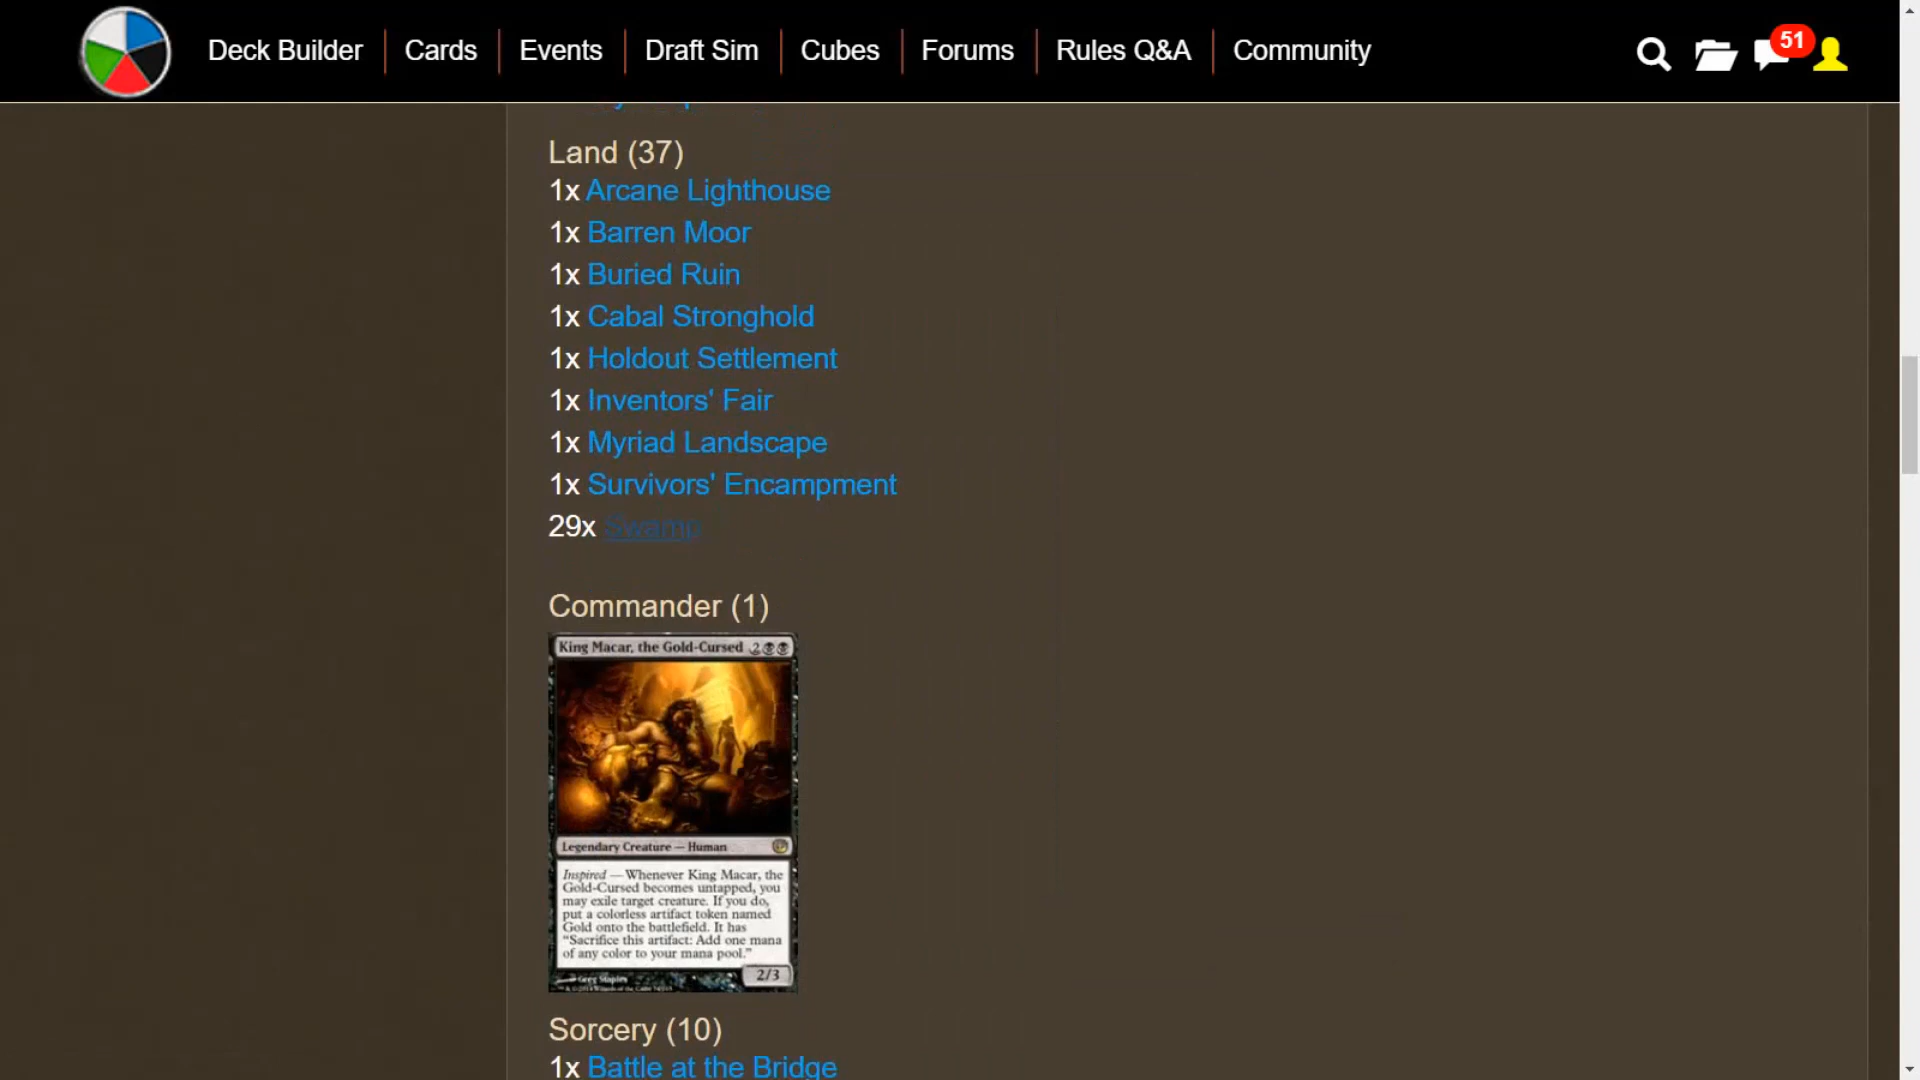 Deck Builder
Cards
Events
Draft Sim
Cubes
Forums
Rules Q&A
Community
51
Land (37)
1x Arcane Lighthouse
1x Barren Moor
1x Buried Ruin
1x Cabal Stronghold
1x Holdout Settlement
1x Inventors' Fair
1x Myriad Landscape
1x Survivors' Encampment
29x Swamp
Commander (1)
King Macar, the Gold-Cursed 2
Legendary Creature — Human
Inspired — Whenever King Macar, the
Gold-Cursed becomes untapped, you
may exile target creature. If you do,
put a colorless artifact token named
Gold onto the battlefield. It has
"Sacrifice this artifact: Add one mana
of any color to your mana pool."
2/3
Greg Staples
Sorcery (10)
1x Battle at the Bridge